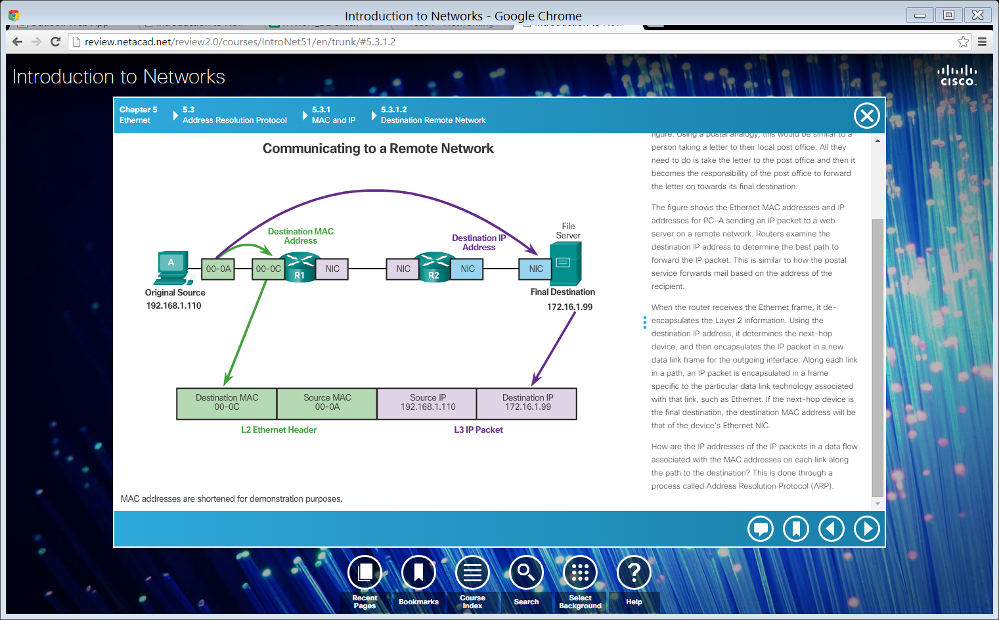 Introduction to Networks - Google Chrome
review.netacad.net/review2.0/courses/IntroNet51/en/trunk/#5.3.1.2
Introduction to Networks
CISCO
Chapter 5
Ethernet
5.3
Address Resolution Protocol
5.3.1
MAC and IP
5.3.1.2
Destination Remote Network
Communicating to a Remote Network
Destination MAC
Address
Destination IP
Address
File
Server
A
00-0A
00-0C
R1
NIC
NIC
R2
NIC
NIC
Original Source
192.168.1.110
Final Destination
172.16.1.99
Destination MAC
00-0C
Source MAC
00-0A
Source IP
192.168.1.110
Destination IP
172.16.1.99
L2 Ethernet Header
L3 IP Packet
MAC addresses are shortened for demonstration purposes.
figure. Using a postal analogy, this would be similar to a
person taking a letter to their local post office. All they
need to do is take the letter to the post office and then it
becomes the responsibility of the post office to forward
the letter on towards its final destination.
The figure shows the Ethernet MAC addresses and IP
addresses for PC-A sending an IP packet to a web
server on a remote network. Routers examine the
destination IP address to determine the best path to
forward the IP packet. This is similar to how the postal
service forwards mail based on the address of the
recipient.
When the router receives the Ethernet frame, it de-
encapsulates the Layer 2 information. Using the
destination IP address, it determines the next-hop
device, and then encapsulates the IP packet in a new
data link frame for the outgoing interface. Along each link
in a path, an IP packet is encapsulated in a frame
specific to the particular data link technology associated
with that link, such as Ethernet. If the next-hop device is
the final destination, the destination MAC address will be
that of the device's Ethernet NIC.
How are the IP addresses of the IP packets in a data flow
associated with the MAC addresses on each link along
the path to the destination? This is done through a
process called Address Resolution Protocol (ARP).
Recent
Pages
Bookmarks
Course
Index
Search
Select
Background
Help